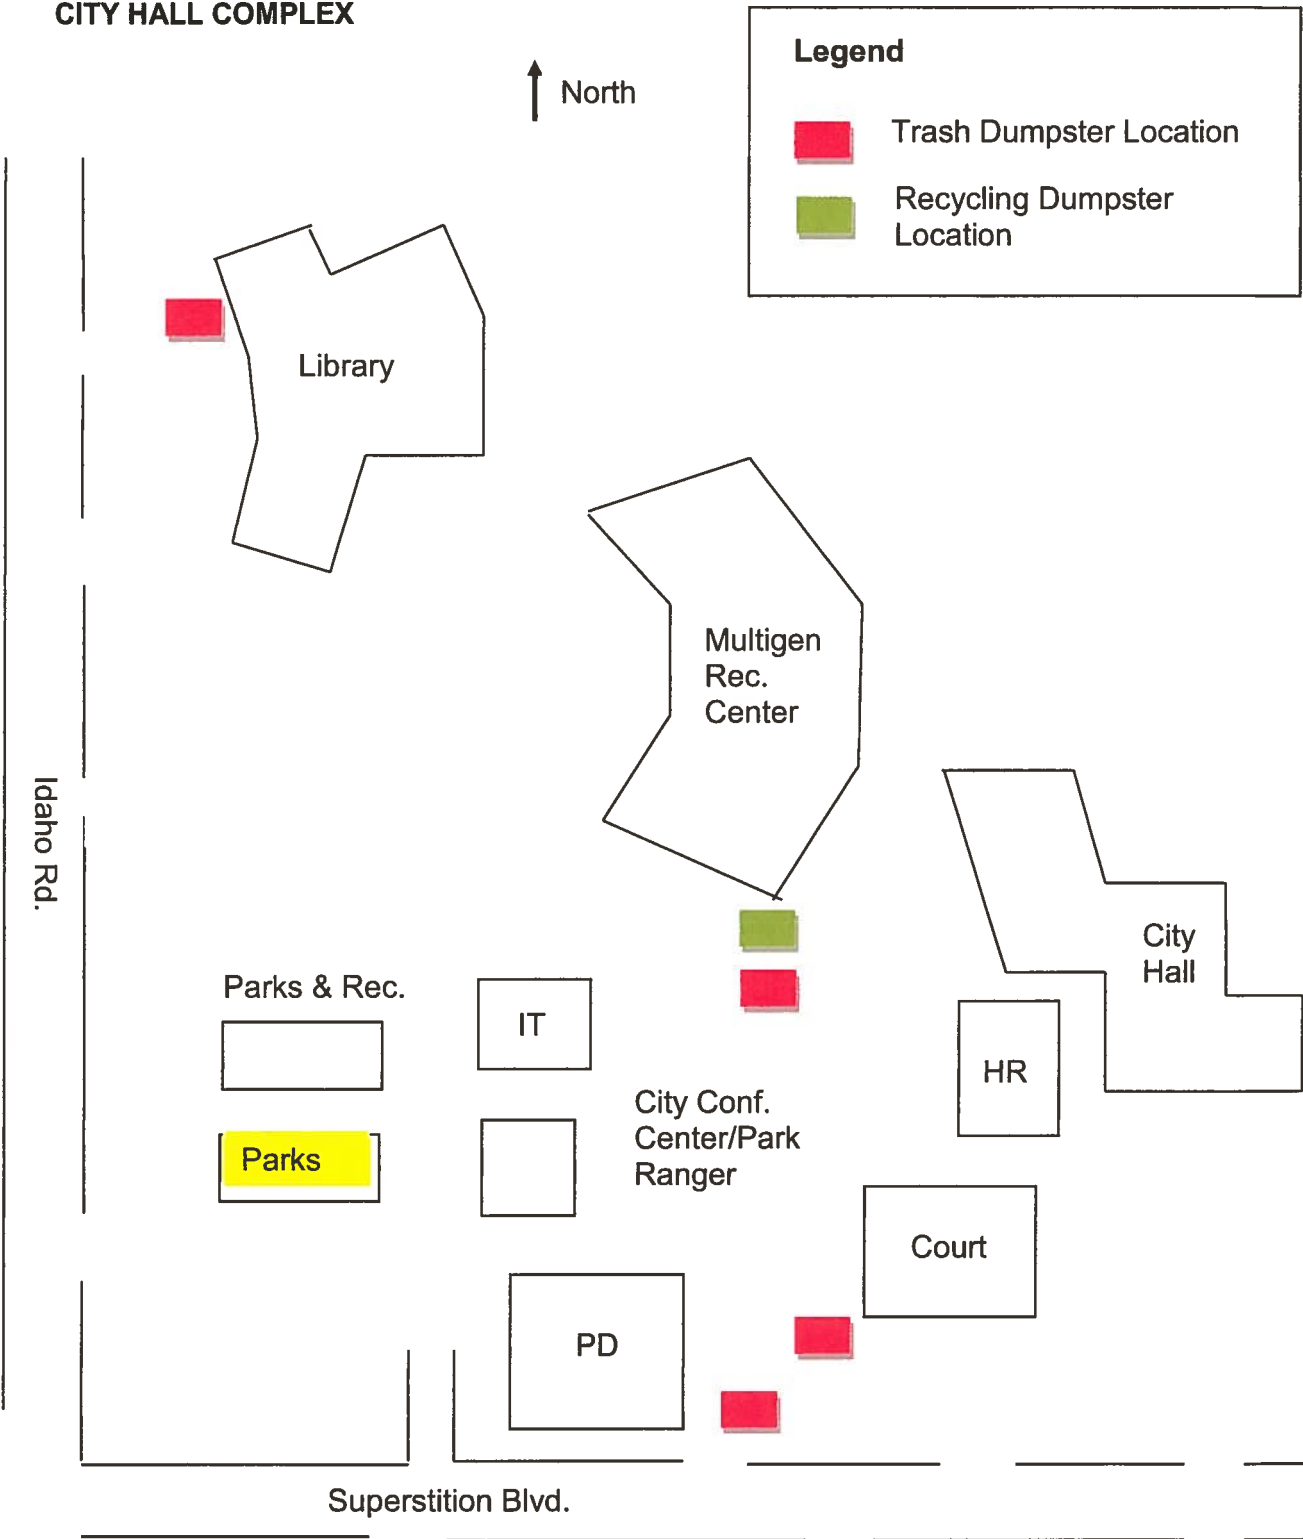 CITY HALL COMPLEX
North
Legend
Trash Dumpster Location
Recycling Dumpster
Location
Library
Multigen
Rec.
Center
Idaho Rd.
City
Hall
Parks & Rec.
IT
HR
City Conf.
Center/Park
Ranger
Parks
Court
PD
Superstition Blvd.